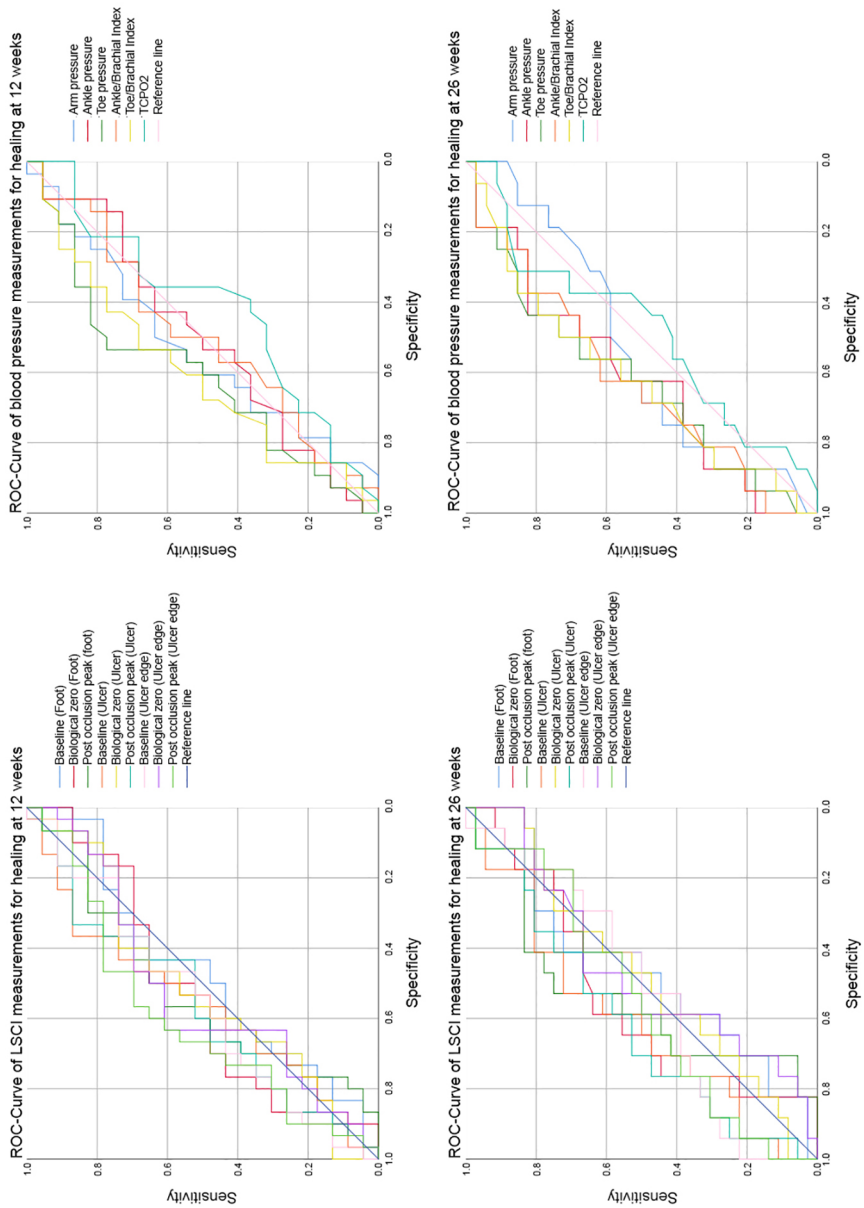 ROC-Curve of LSCI measurements for healing at 12 weeks
1.0
0.8
0.6
0.4
0.2
0.0
Sensitivity
1.0 0.8 0.6 0.4 0.2 0.0
Specificity
Baseline (Foot)
Biological zero (Foot)
Post occlusion peak (foot)
Baseline (Ulcer)
Biological zero (Ulcer)
Post occlusion peak (Ulcer)
Baseline (Ulcer edge)
Biological zero (Ulcer edge)
Post occlusion peak (Ulcer edge)
Reference line
ROC-Curve of blood pressure measurements for healing at 12 weeks
1.0
0.8
0.6
0.4
0.2
0.0
Sensitivity
1.0 0.8 0.6 0.4 0.2 0.0
Specificity
Arm pressure
Ankle pressure
Toe pressure
Ankle/Brachial Index
Toe/Brachial Index
TCPO2
Reference line
ROC-Curve of LSCI measurements for healing at 26 weeks
1.0
0.8
0.6
0.4
0.2
0.0
Sensitivity
1.0 0.8 0.6 0.4 0.2 0.0
Specificity
Baseline (Foot)
Biological zero (Foot)
Post occlusion peak (foot)
Baseline (Ulcer)
Biological zero (Ulcer)
Post occlusion peak (Ulcer)
Baseline (Ulcer edge)
Biological zero (Ulcer edge)
Post occlusion peak (Ulcer edge)
Reference line
ROC-Curve of blood pressure measurements for healing at 26 weeks
1.0
0.8
0.6
0.4
0.2
0.0
Sensitivity
1.0 0.8 0.6 0.4 0.2 0.0
Specificity
Arm pressure
Ankle pressure
Toe pressure
Ankle/Brachial Index
Toe/Brachial Index
TCPO2
Reference line